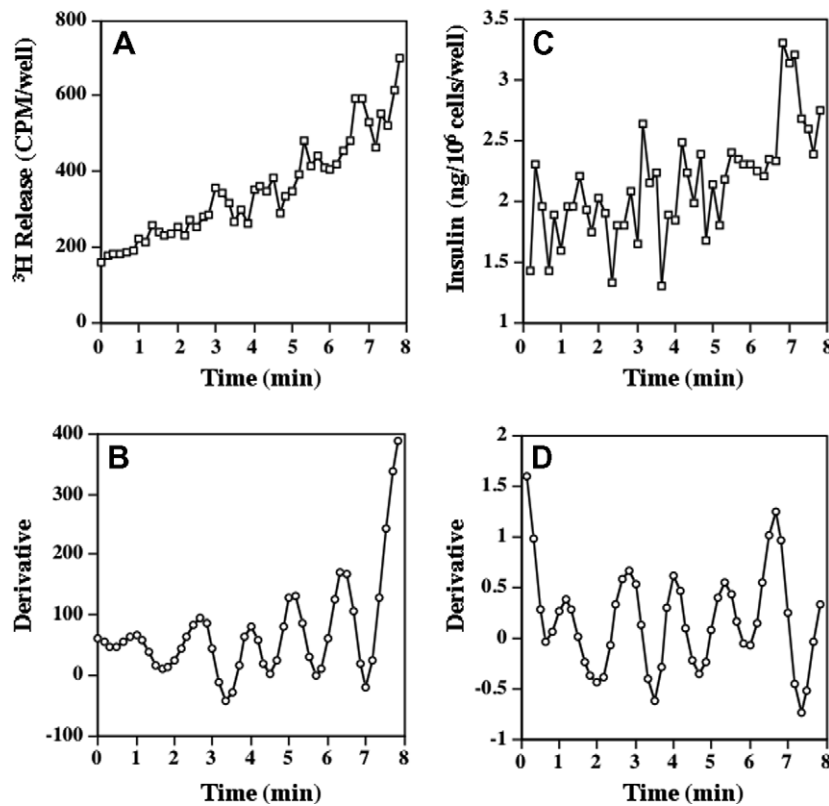 A
³H Release (CPM/well)
800
600
400
200
0
0 1 2 3 4 5 6 7 8
Time (min)
C
Insulin (ng/10⁶ cells/well)
3.5
3
2.5
2
1.5
1
0 1 2 3 4 5 6 7 8
Time (min)
B
Derivative
400
300
200
100
0
-100
0 1 2 3 4 5 6 7 8
Time (min)
D
Derivative
2
1.5
1
0.5
0
-0.5
-1
0 1 2 3 4 5 6 7 8
Time (min)